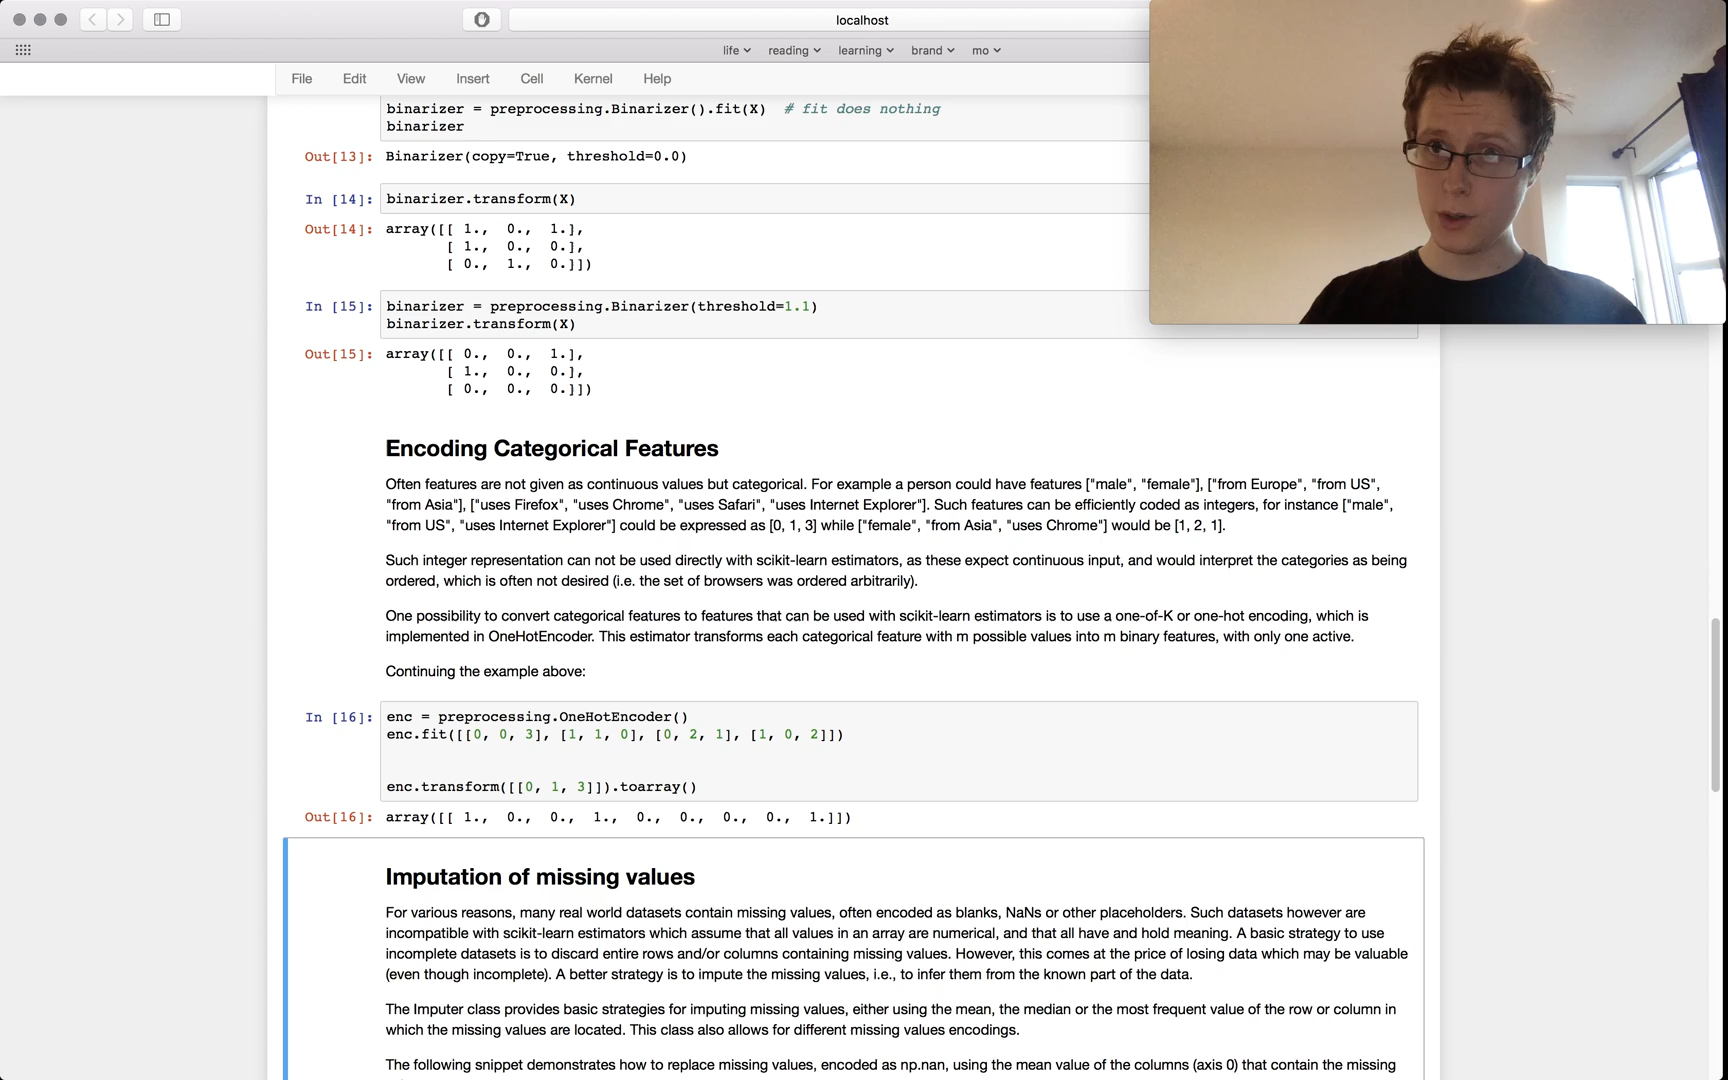 localhost
life reading learning brand mo
File Edit View Insert Cell Kernel Help
binarizer = preprocessing.Binarizer().fit(X)  # fit does nothing
binarizer
Out[13]: Binarizer(copy=True, threshold=0.0)
In [14]: binarizer.transform(X)
Out[14]: array([[ 1.,  0.,  1.],
[ 1.,  0.,  0.],
[ 0.,  1.,  0.]])
In [15]: binarizer = preprocessing.Binarizer(threshold=1.1)
binarizer.transform(X)
Out[15]: array([[ 0.,  0.,  1.],
[ 1.,  0.,  0.],
[ 0.,  0.,  0.]])
Encoding Categorical Features
Often features are not given as continuous values but categorical. For example a person could have features ["male", "female"], ["from Europe", "from US",
"from Asia"], ["uses Firefox", "uses Chrome", "uses Safari", "uses Internet Explorer"]. Such features can be efficiently coded as integers, for instance ["male",
"from US", "uses Internet Explorer"] could be expressed as [0, 1, 3] while ["female", "from Asia", "uses Chrome"] would be [1, 2, 1].
Such integer representation can not be used directly with scikit-learn estimators, as these expect continuous input, and would interpret the categories as being
ordered, which is often not desired (i.e. the set of browsers was ordered arbitrarily).
One possibility to convert categorical features to features that can be used with scikit-learn estimators is to use a one-of-K or one-hot encoding, which is
implemented in OneHotEncoder. This estimator transforms each categorical feature with m possible values into m binary features, with only one active.
Continuing the example above:
In [16]: enc = preprocessing.OneHotEncoder()
enc.fit([[0, 0, 3], [1, 1, 0], [0, 2, 1], [1, 0, 2]])
enc.transform([[0, 1, 3]]).toarray()
Out[16]: array([[ 1.,  0.,  0.,  1.,  0.,  0.,  0.,  0.,  1.]])
Imputation of missing values
For various reasons, many real world datasets contain missing values, often encoded as blanks, NaNs or other placeholders. Such datasets however are
incompatible with scikit-learn estimators which assume that all values in an array are numerical, and that all have and hold meaning. A basic strategy to use
incomplete datasets is to discard entire rows and/or columns containing missing values. However, this comes at the price of losing data which may be valuable
(even though incomplete). A better strategy is to impute the missing values, i.e., to infer them from the known part of the data.
The Imputer class provides basic strategies for imputing missing values, either using the mean, the median or the most frequent value of the row or column in
which the missing values are located. This class also allows for different missing values encodings.
The following snippet demonstrates how to replace missing values, encoded as np.nan, using the mean value of the columns (axis 0) that contain the missing